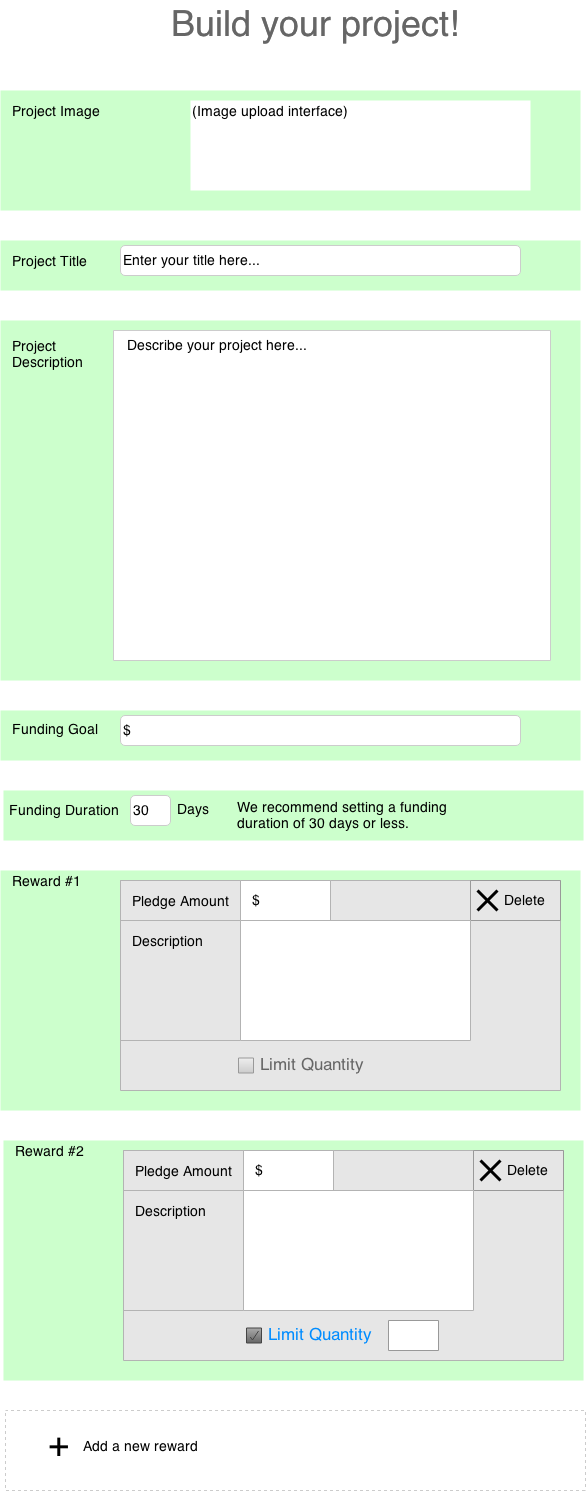 Build your project!
Project Image
(Image upload interface)
Project Title
Enter your title here...
Project
Description
Describe your project here...
Funding Goal
$
Funding Duration
30
Days
We recommend setting a funding
duration of 30 days or less.
Reward #1
Pledge Amount
$
Delete
Description
Limit Quantity
Reward #2
Pledge Amount
$
Delete
Description
Limit Quantity
Add a new reward